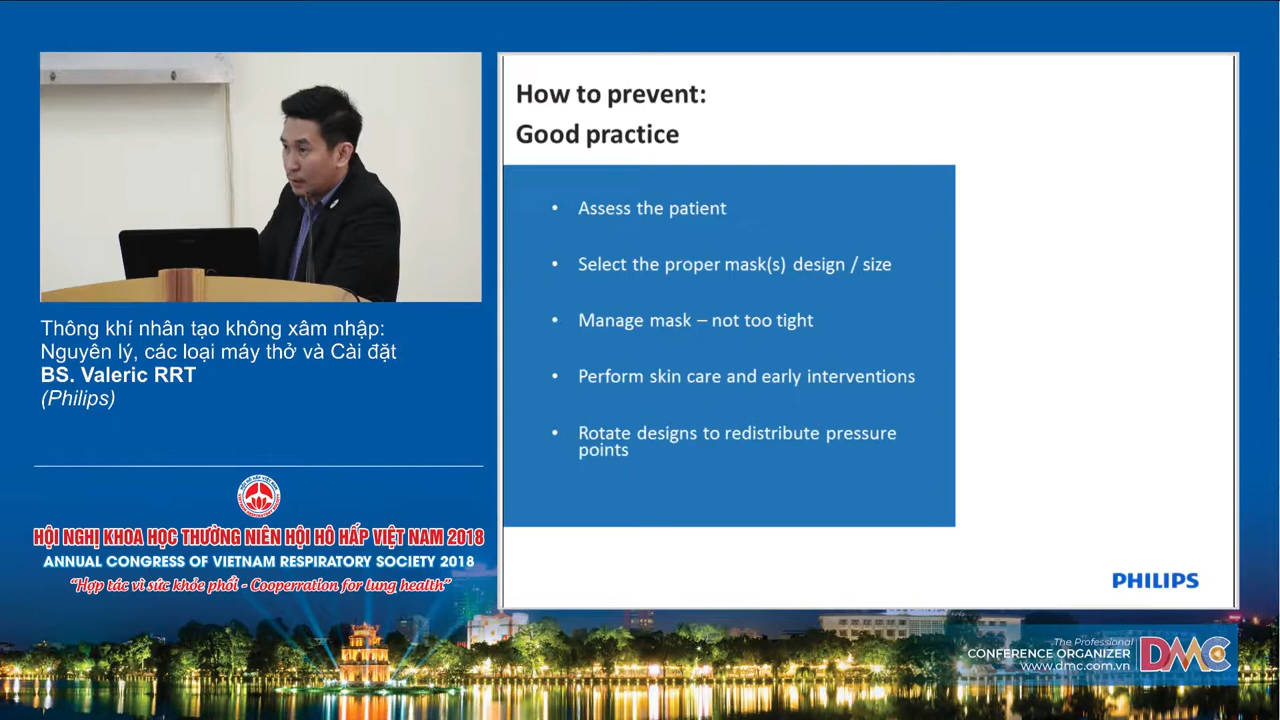 How to prevent:
Good practice
• Assess the patient
• Select the proper mask(s) design / size
• Manage mask – not too tight
• Perform skin care and early interventions
• Rotate designs to redistribute pressure
points
PHILIPS
Thông khí nhân tạo không xâm nhập:
Nguyên lý, các loại máy thở và Cài đặt
BS. Valeric RRT
(Philips)
HỘI NGHỊ KHOA HỌC THƯỜNG NIÊN HỘI HÔ HẤP VIỆT NAM 2018
ANNUAL CONGRESS OF VIETNAM RESPIRATORY SOCIETY 2018
“Hợp tác vì sức khỏe phổi - Cooperration for lung health”
The Professional
CONFERENCE ORGANIZER
www.dmc.com.vn
DMC